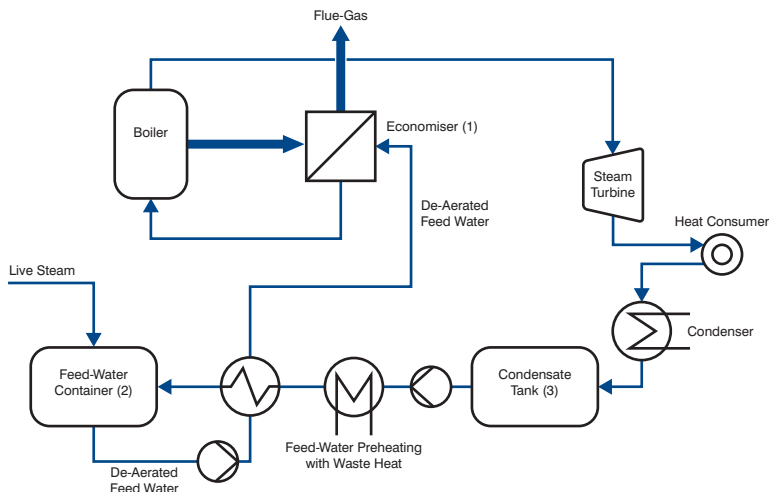 Flue-Gas
Boiler
Economiser (1)
Steam
Turbine
De-Aerated
Feed Water
Heat Consumer
Live Steam
Condenser
Feed-Water
Container (2)
Condensate
Tank (3)
Feed-Water Preheating
with Waste Heat
De-Aerated
Feed Water